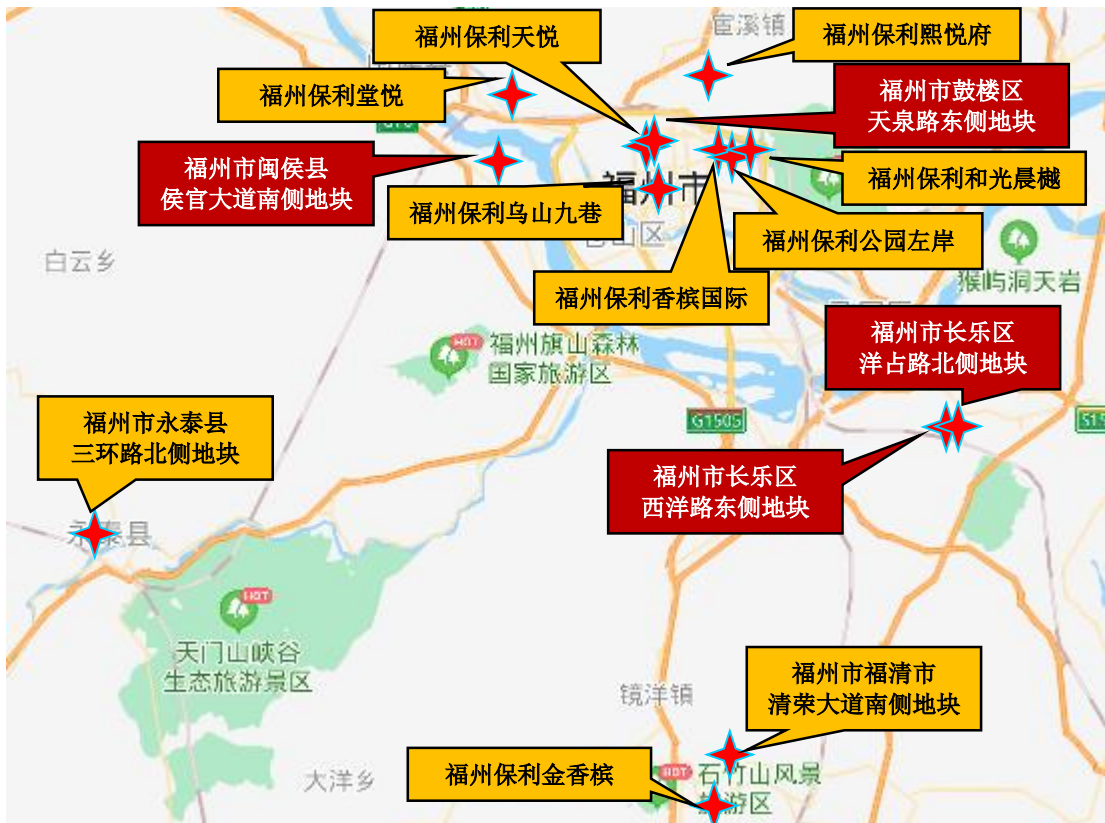 宦溪镇
福州保利天悦
福州保利熙悦府
福州保利堂悦
福州市鼓楼区
天泉路东侧地块
福州市闽侯县
侯官大道南侧地块
福州市
福州保利和光晨樾
福州保利乌山九巷
福州保利公园左岸
白云乡
猴屿洞天岩
福州保利香槟国际
福州市长乐区
洋占路北侧地块
HOT
福州旗山森林
国家旅游区
G1505
福州市永泰县
三环路北侧地块
福州市长乐区
西洋路东侧地块
永泰县
HOT
天门山峡谷
生态旅游景区
镜洋镇
福州市福清市
清荣大道南侧地块
大洋乡
福州保利金香槟
HOT
石竹山风景
旅游区